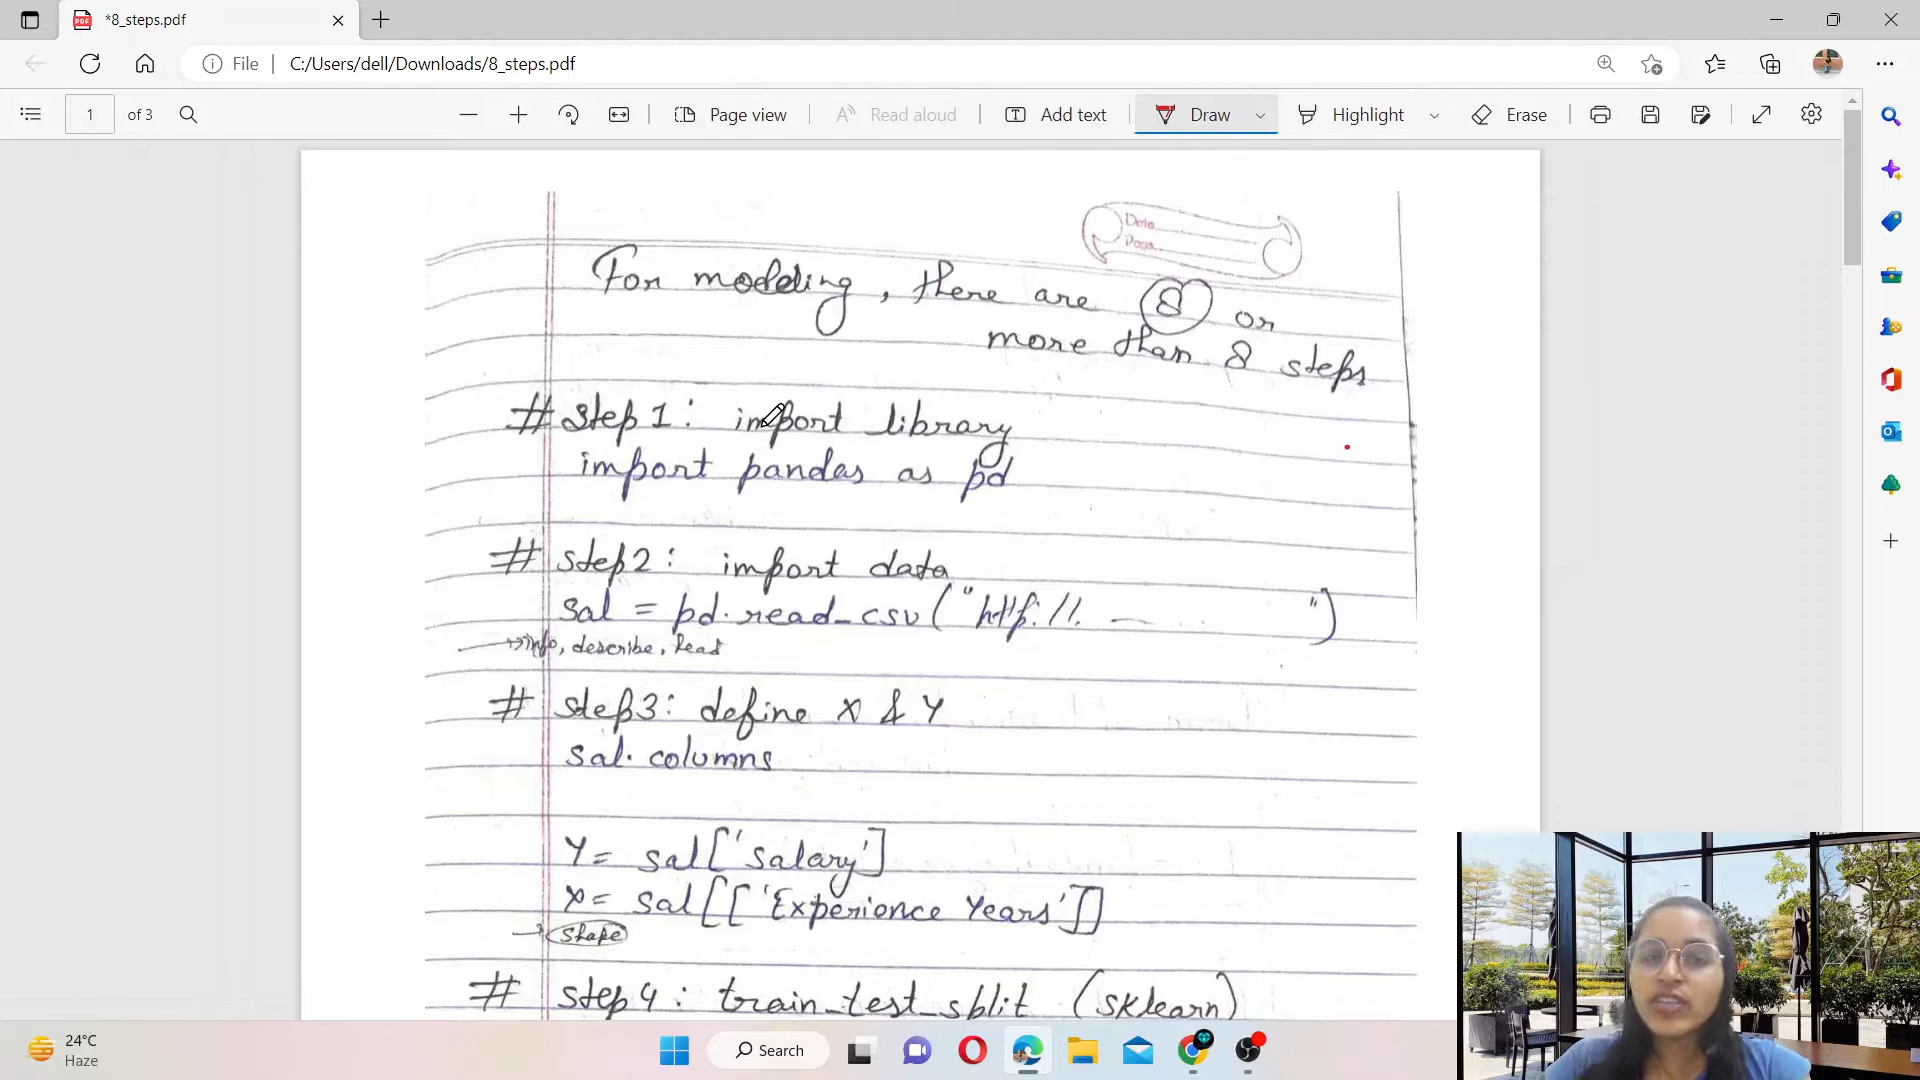 *8_steps.pdf
File
C:/Users/dell/Downloads/8_steps.pdf
1 of 3
Page view
Read aloud
Add text
Draw
Highlight
Erase
Date
Page
For modeling, there are 8 or
more than 8 steps
# Step 1: import library
import pandas as pd
# step2: import data
sal = pd.read_csv("http://. — ")
→ info, describe, head
# step3: define X & Y
sal.columns
Y = sal['Salary']
X = sal[['Experience Years']]
→ shape
# step 4: train_test_split (sklearn)
24°C
Haze
Search